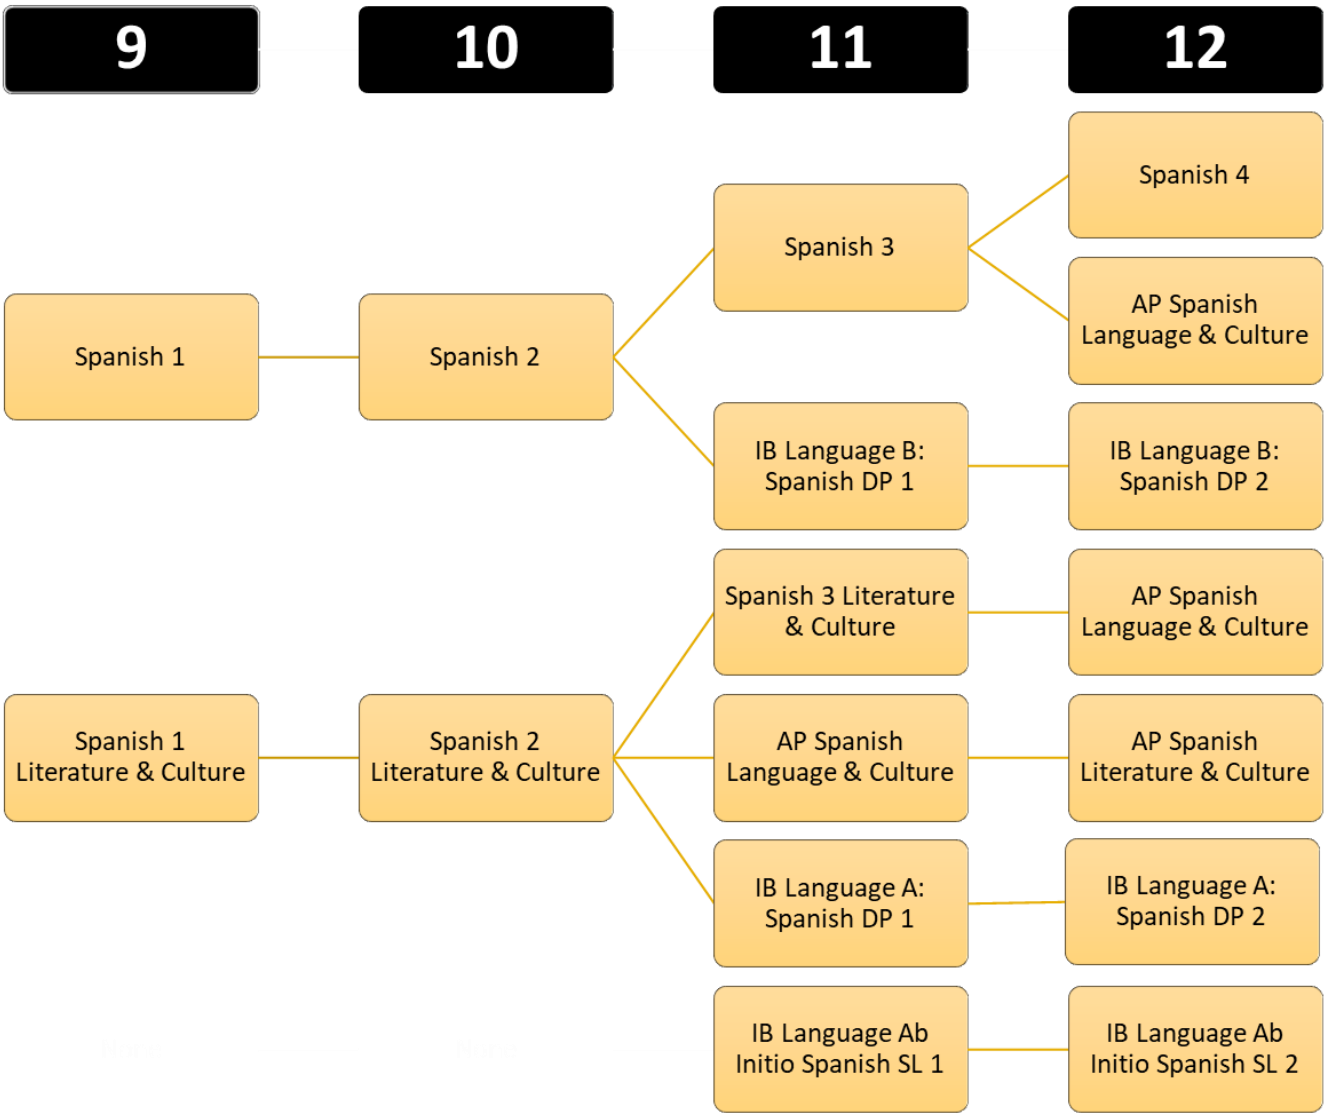 9
10
11
12
Spanish 1
Spanish 2
Spanish 3
Spanish 4
AP Spanish
Language & Culture
IB Language B:
Spanish DP 1
IB Language B:
Spanish DP 2
Spanish 1
Literature & Culture
Spanish 2
Literature & Culture
Spanish 3 Literature
& Culture
AP Spanish
Language & Culture
AP Spanish
Language & Culture
AP Spanish
Literature & Culture
IB Language A:
Spanish DP 1
IB Language A:
Spanish DP 2
IB Language Ab
Initio Spanish SL 1
IB Language Ab
Initio Spanish SL 2